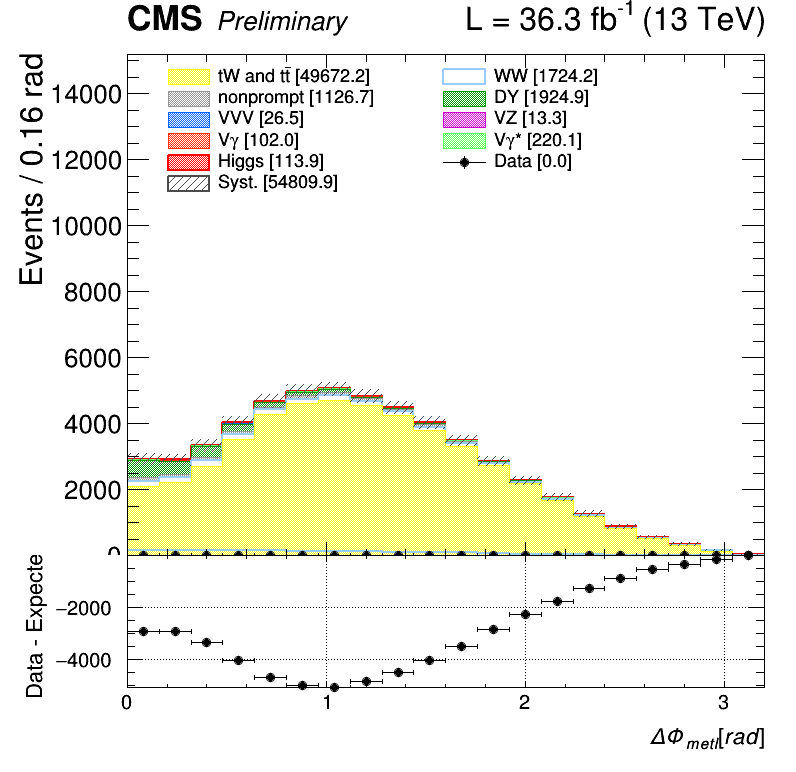 CMS Preliminary L = 36.3 fb⁻¹ (13 TeV)
Events / 0.16 rad
14000
12000
10000
8000
6000
4000
2000
0
tW and tt̄ [49672.2]
nonprompt [1126.7]
VVV [26.5]
Vγ [102.0]
Higgs [113.9]
Syst. [54809.9]
WW [1724.2]
DY [1924.9]
VZ [13.3]
Vγ* [220.1]
Data [0.0]
Data - Expecte
−2000
−4000
0 1 2 3
ΔΦmetl[rad]